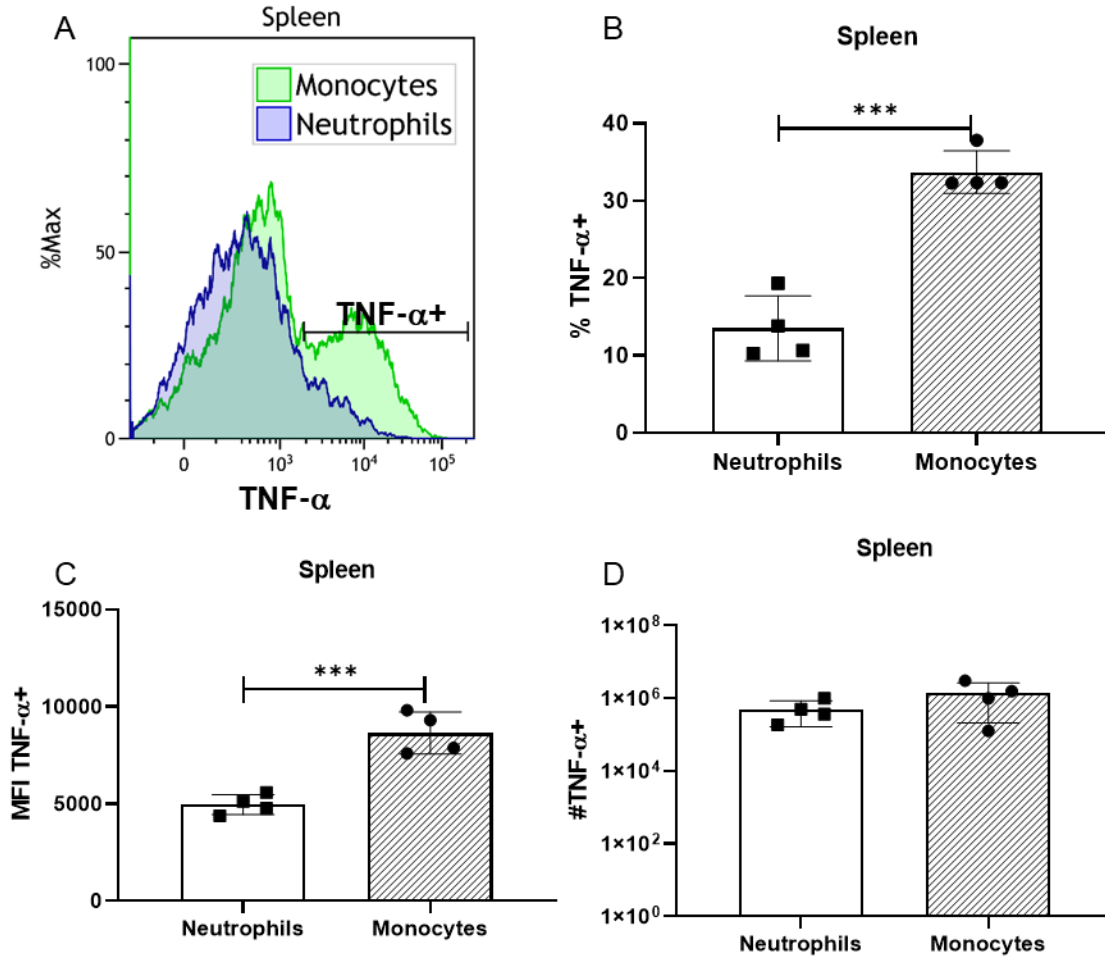 A
Spleen
100
50
0
%Max
Monocytes
Neutrophils
TNF-α+
0
10³
10⁴
10⁵
TNF-α
B
Spleen
***
40
30
20
10
0
% TNF-α+
Neutrophils
Monocytes
C
Spleen
***
15000
10000
5000
0
MFI TNF-α+
Neutrophils
Monocytes
D
Spleen
1×10⁸
1×10⁶
1×10⁴
1×10²
1×10⁰
#TNF-α+
Neutrophils
Monocytes